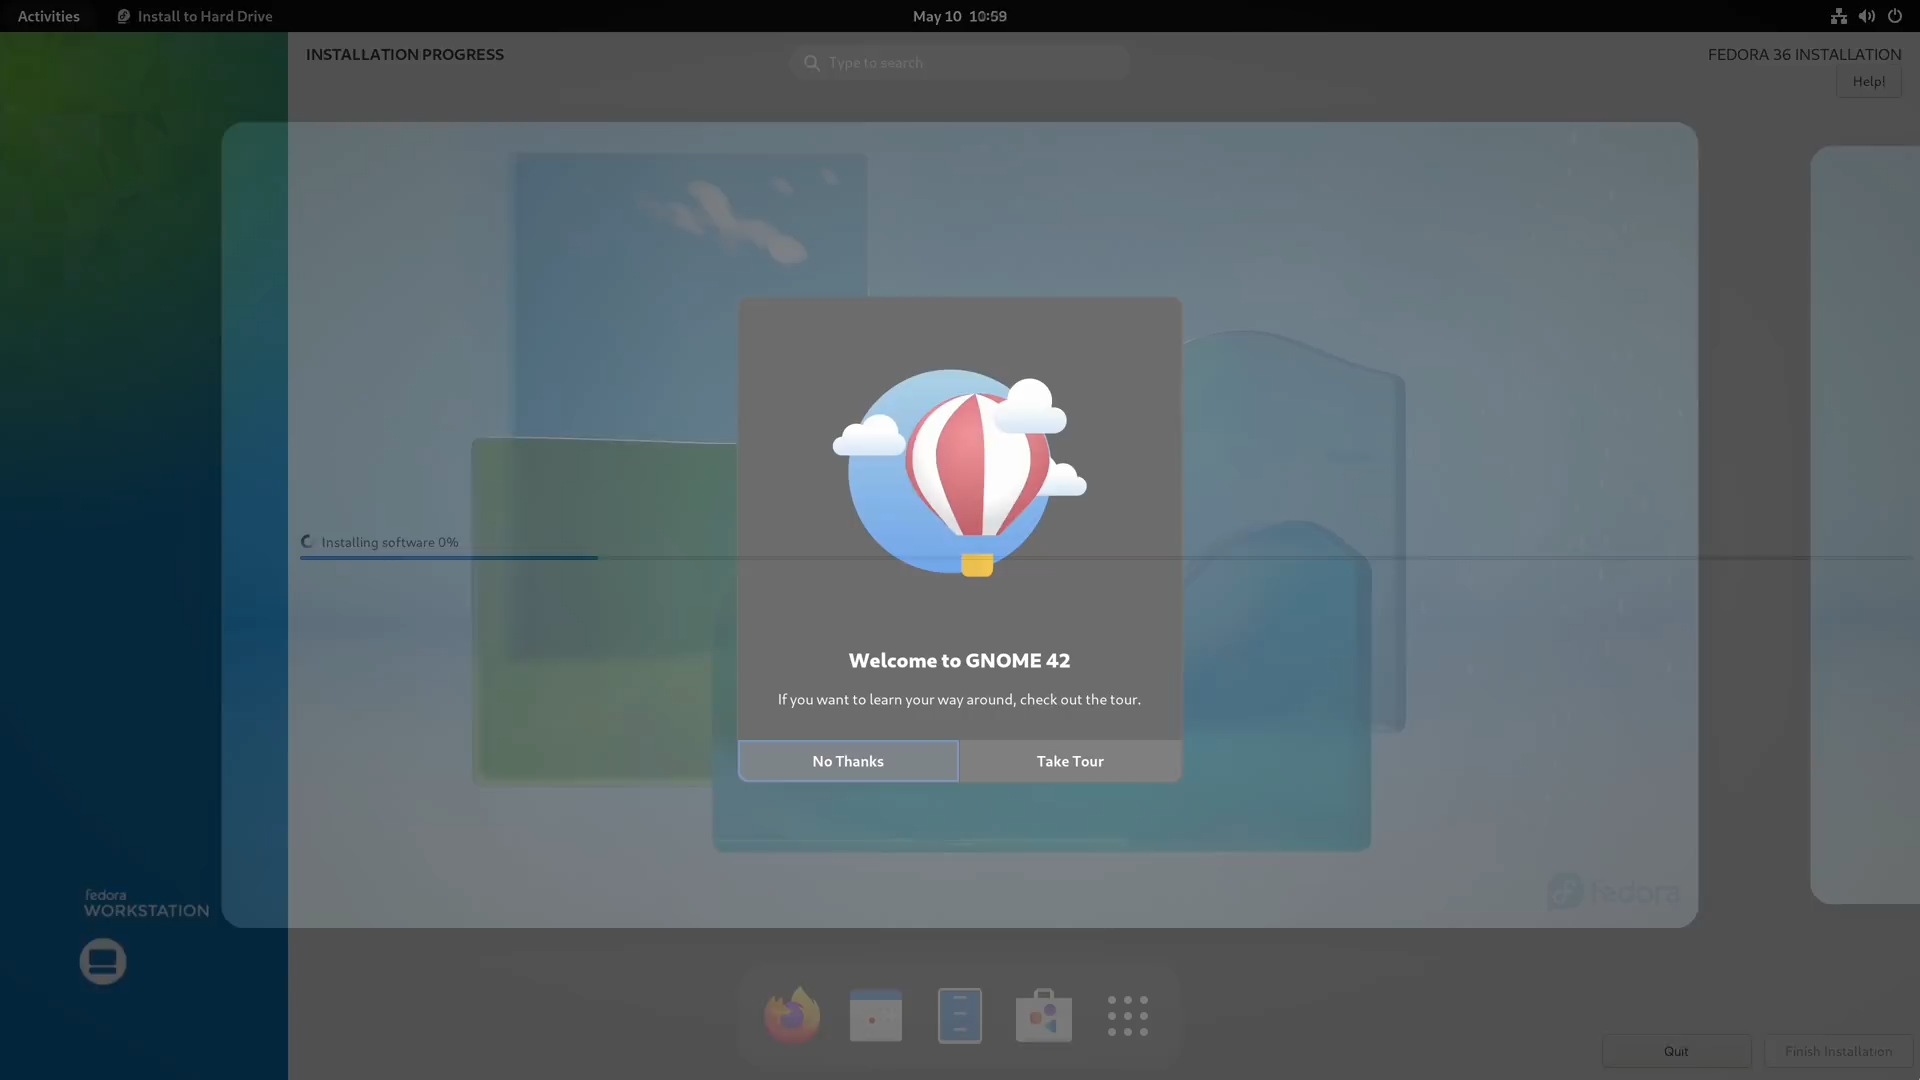 Activities
Install to Hard Drive
May 10 10:59
INSTALLATION PROGRESS
Type to search
FEDORA 36 INSTALLATION
Help!
Installing software 0%
Welcome to GNOME 42
If you want to learn your way around, check out the tour.
No Thanks
Take Tour
fedora
WORKSTATION
fedora
Quit
Finish Installation